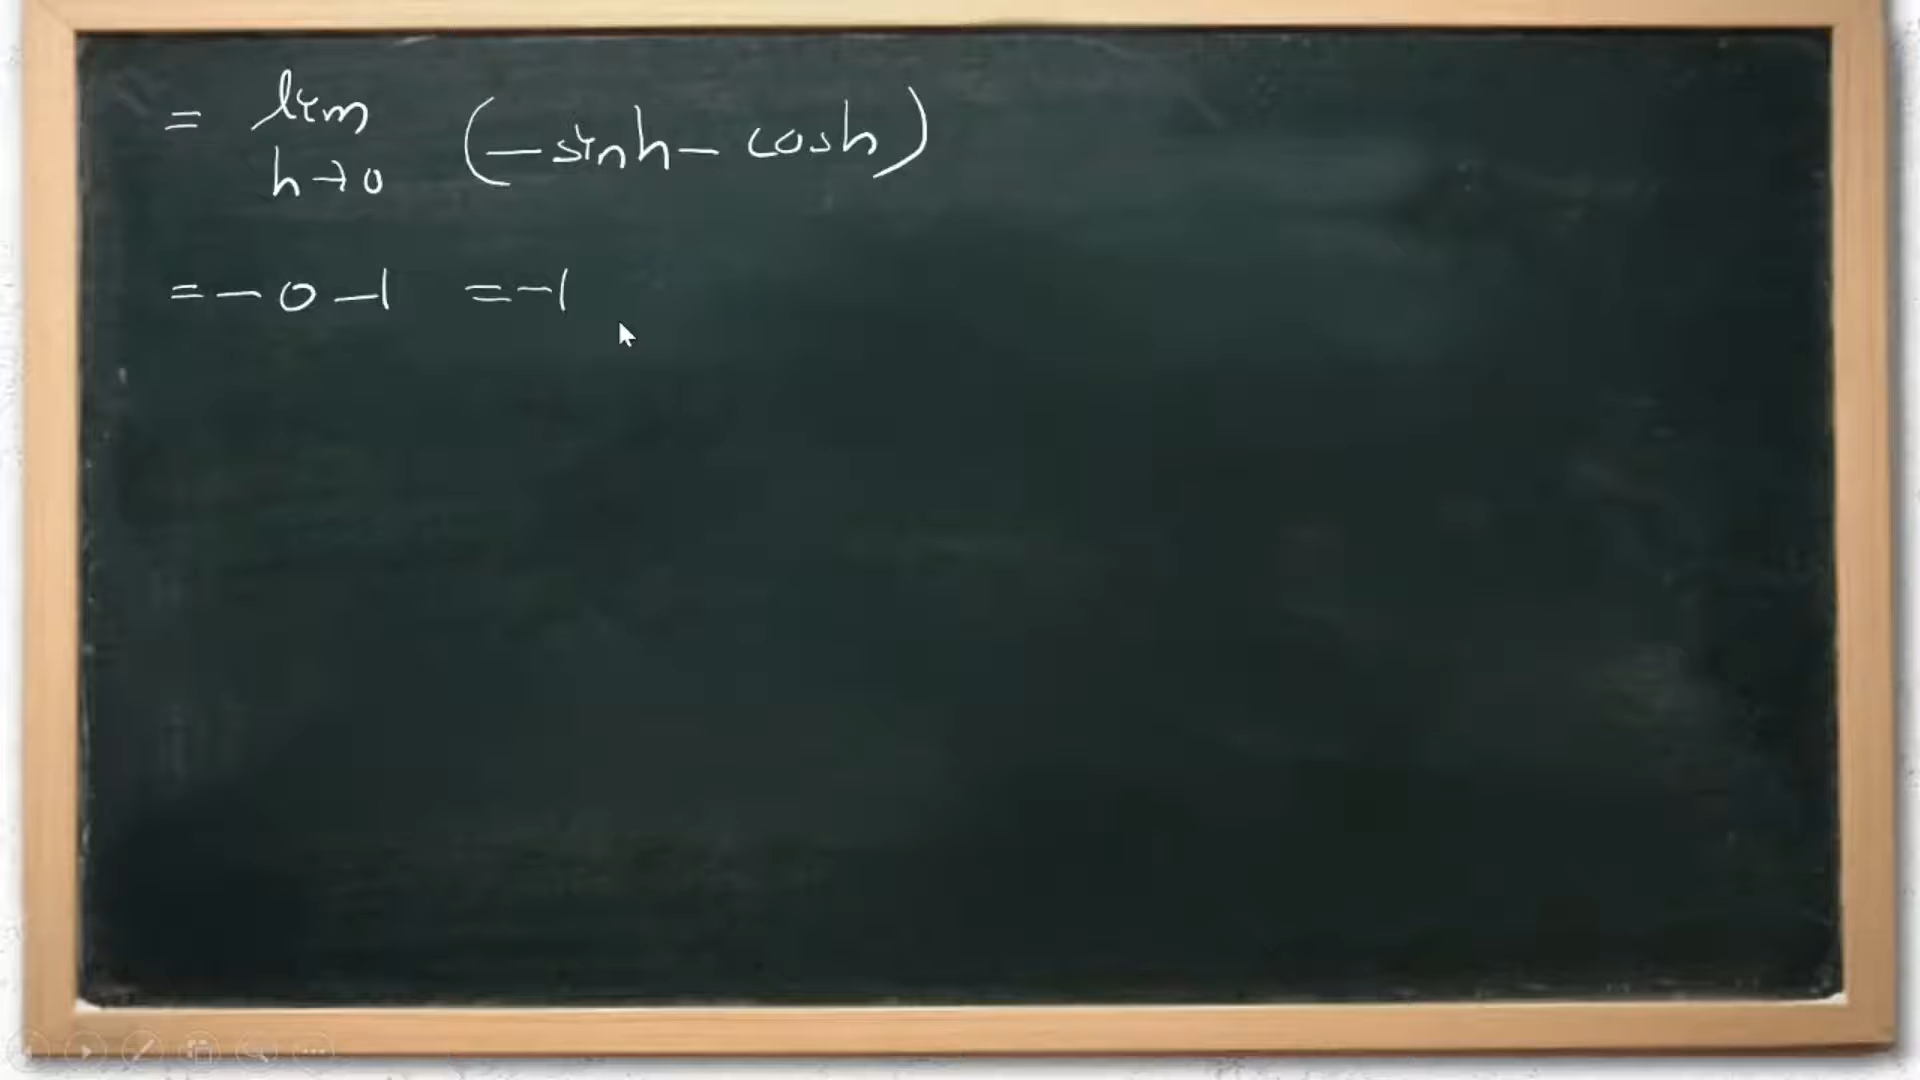 = lim h→0 (- sinh - cosh)
= - 0 - 1 = -1